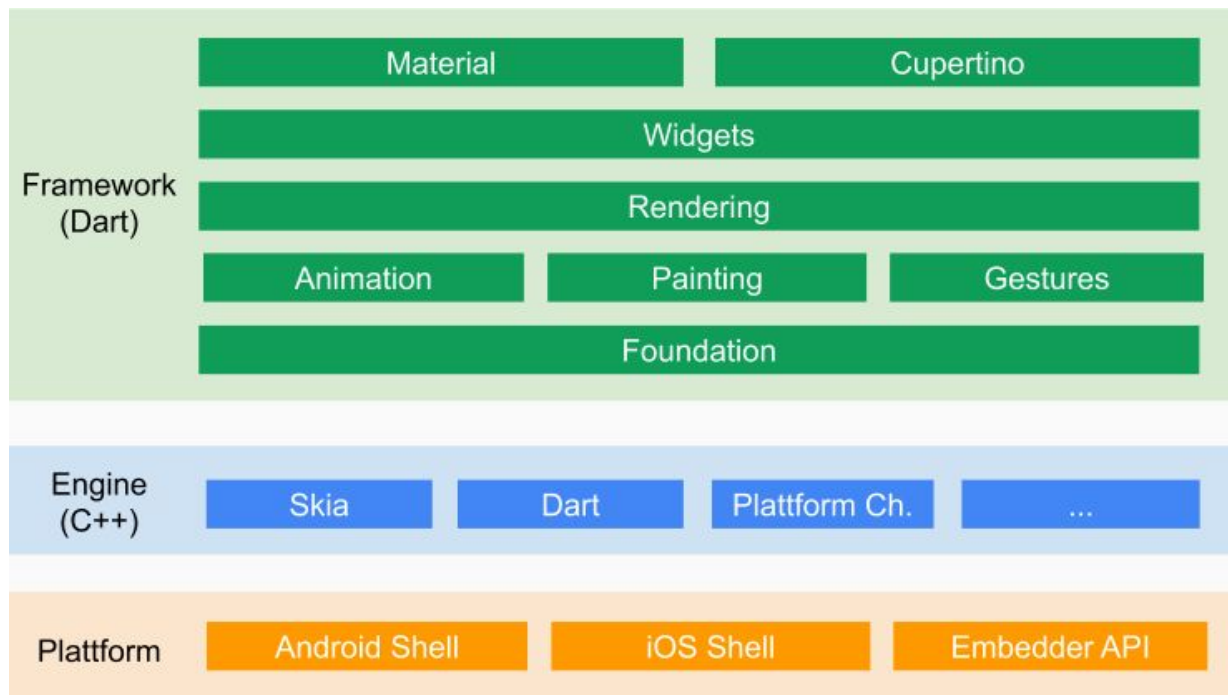 Material Cupertino
Widgets
Framework
(Dart)
Rendering
Animation Painting Gestures
Foundation
Engine
(C++)
Skia Dart Plattform Ch. ...
Plattform
Android Shell iOS Shell Embedder API